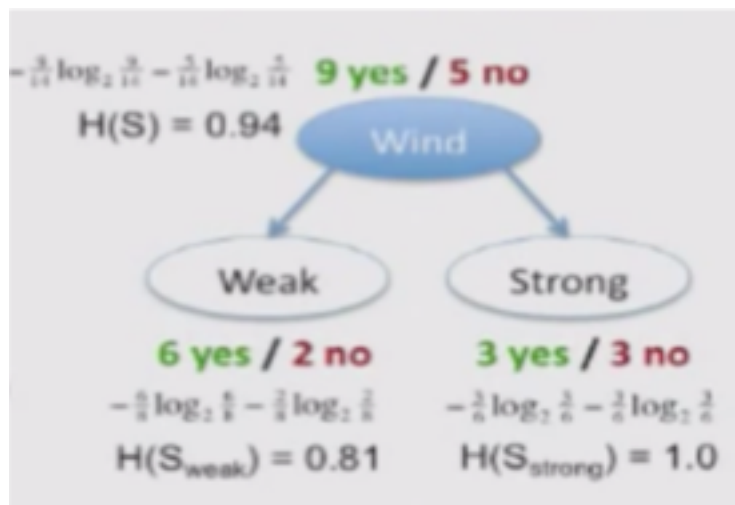 -9/14 log₂ 9/14 - 5/14 log₂ 5/14 9 yes / 5 no
H(S) = 0.94
Wind
Weak Strong
6 yes / 2 no 3 yes / 3 no
-6/8 log₂ 6/8 - 2/8 log₂ 2/8 -3/6 log₂ 3/6 - 3/6 log₂ 3/6
H(Sweak) = 0.81 H(Sstrong) = 1.0